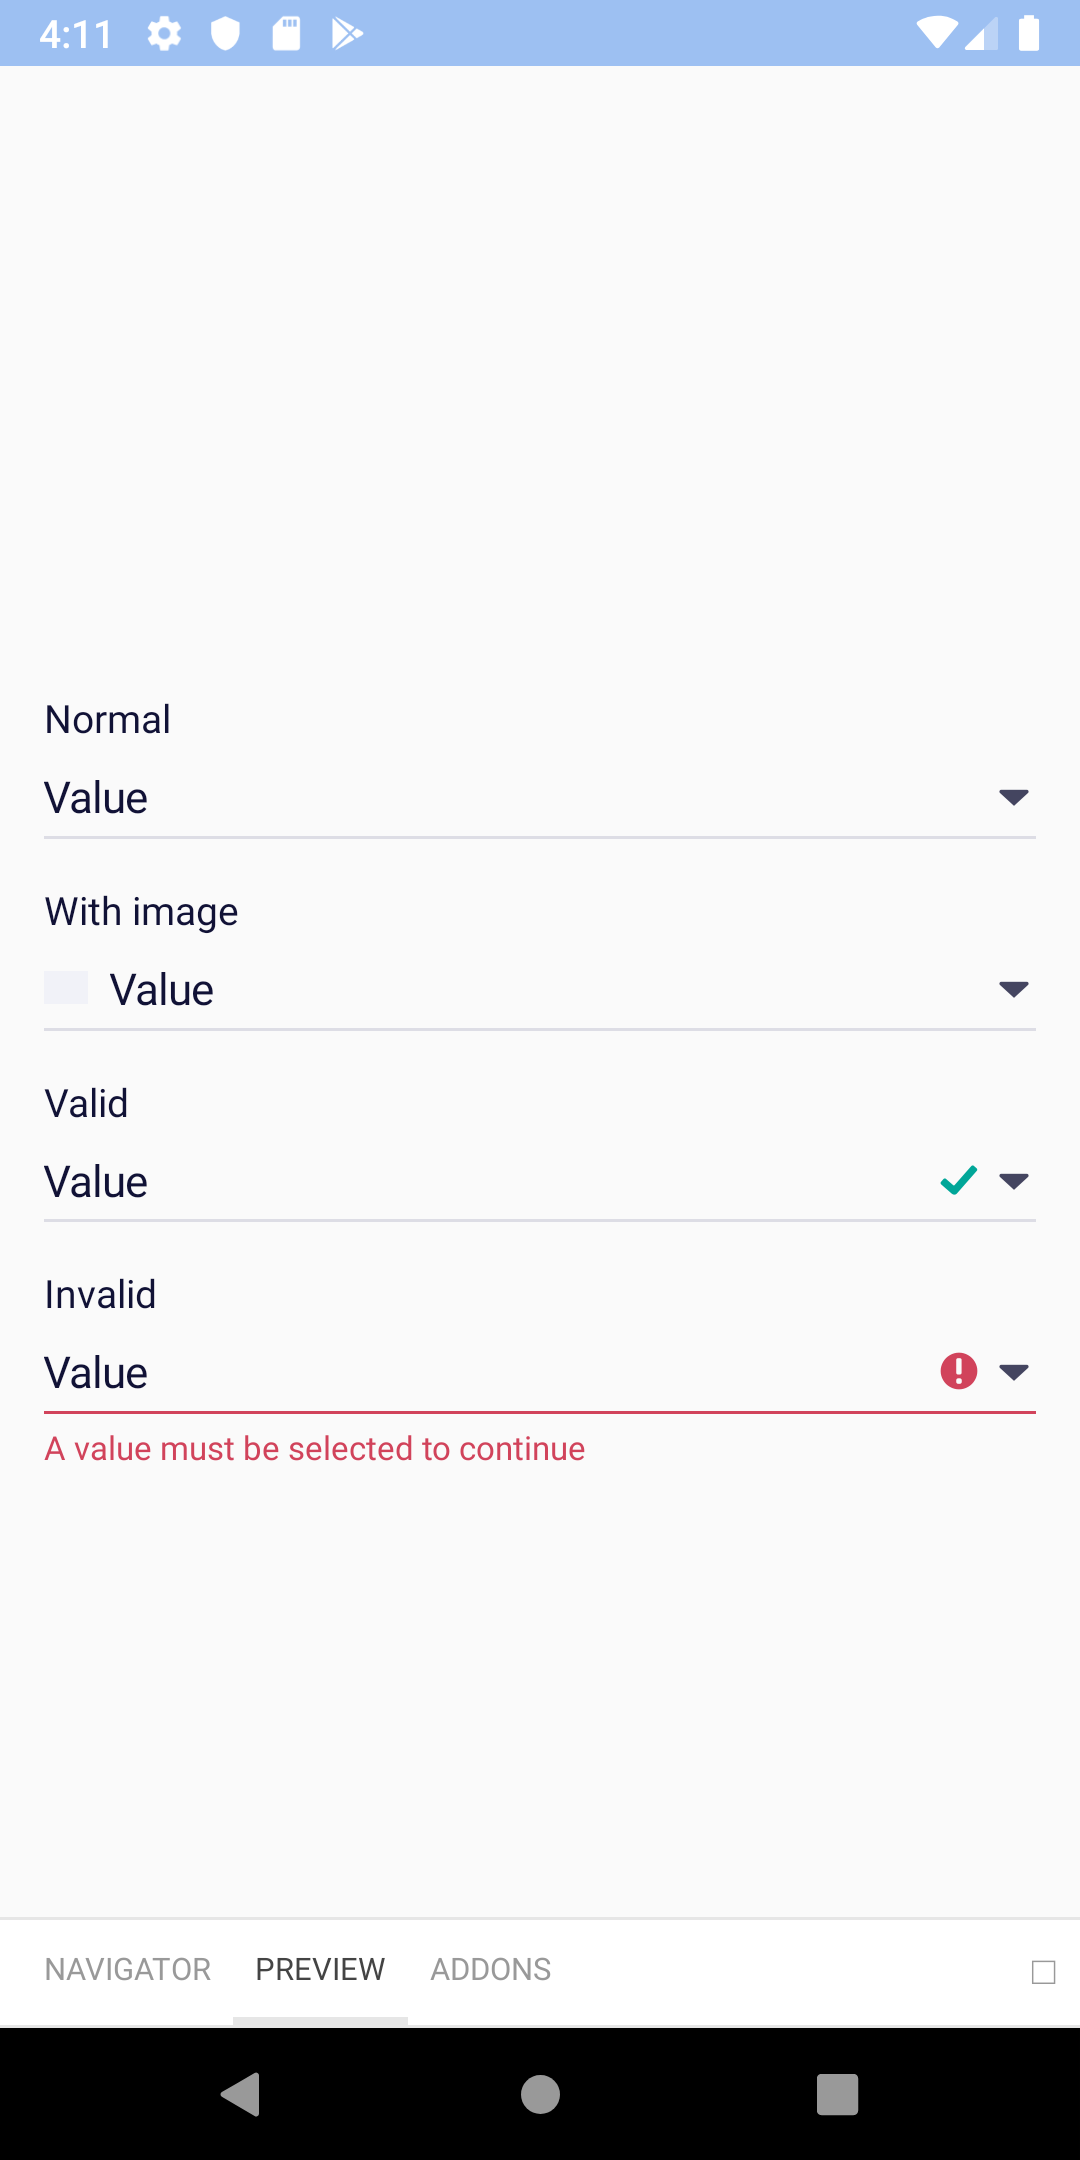 4:11
Normal
Value
With image
Value
Valid
Value
Invalid
Value
A value must be selected to continue
NAVIGATOR PREVIEW ADDONS